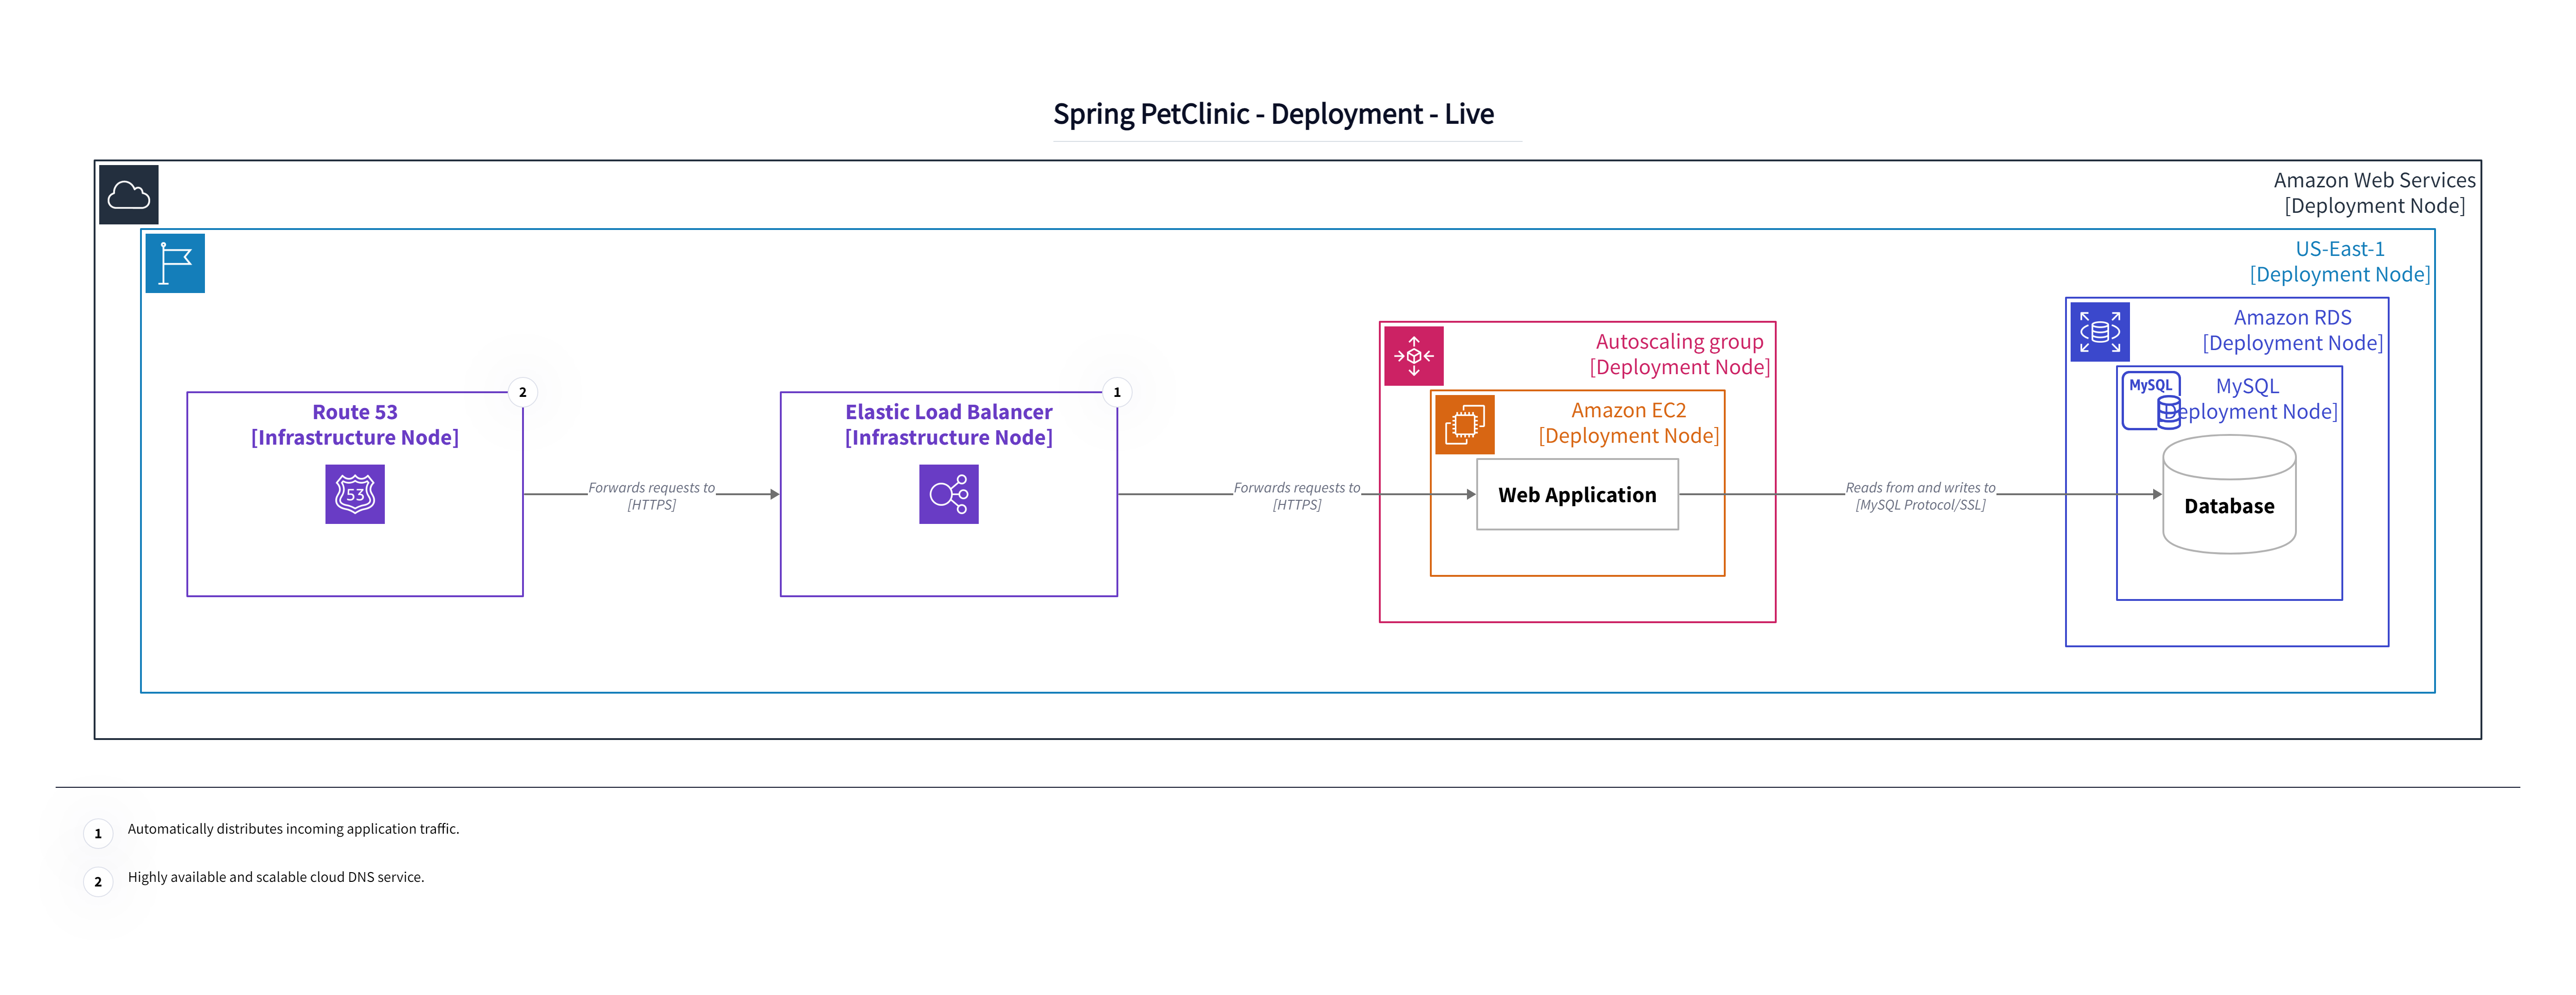 Spring PetClinic - Deployment - Live
Amazon Web Services
[Deployment Node]
US-East-1
[Deployment Node]
Route 53
[Infrastructure Node]
2
53
Forwards requests to
[HTTPS]
Elastic Load Balancer
[Infrastructure Node]
1
Forwards requests to
[HTTPS]
Autoscaling group
[Deployment Node]
Amazon EC2
[Deployment Node]
Web Application
Reads from and writes to
[MySQL Protocol/SSL]
Amazon RDS
[Deployment Node]
MySQL
MySQL
[Deployment Node]
Database
1 Automatically distributes incoming application traffic.
2 Highly available and scalable cloud DNS service.